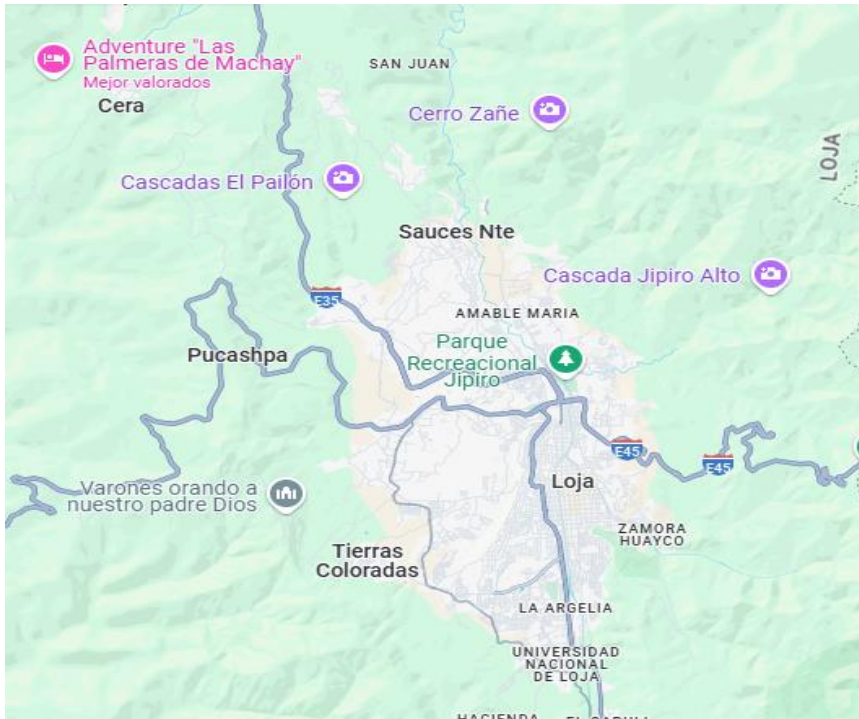 Adventure "Las
Palmeras de Machay"
Mejor valorados
Cera
SAN JUAN
Cerro Zañe
LOJA
Cascadas El Pailón
Sauces Nte
Cascada Jipiro Alto
E35
AMABLE MARIA
Parque
Recreacional
Jipiro
Pucashpa
E45
E45
Loja
Varones orando a
nuestro padre Dios
ZAMORA
HUAYCO
Tierras
Coloradas
LA ARGELIA
UNIVERSIDAD
NACIONAL
DE LOJA
HACIENDA